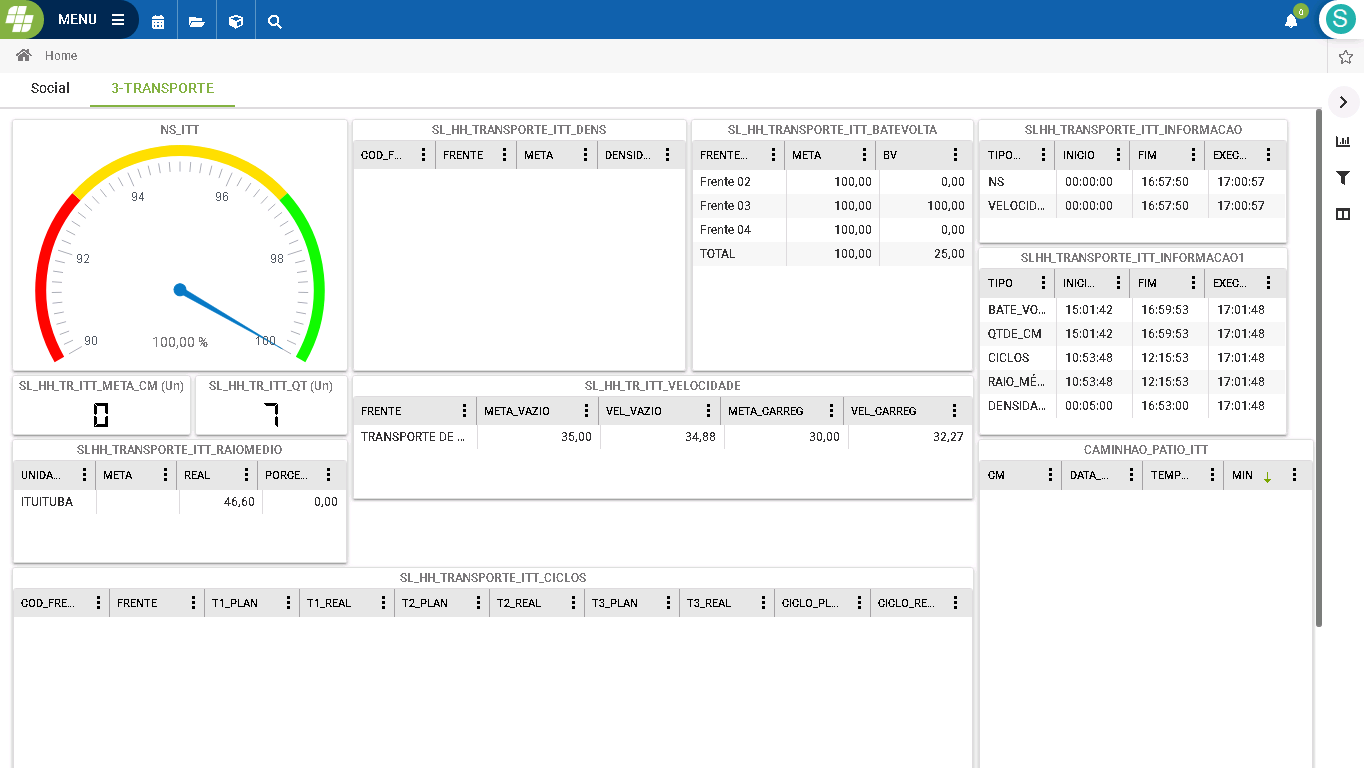 MENU
0
S
Home
Social 3-TRANSPORTE
NS_ITT
94 96
92 98
90 100
100,00 %
SL_HH_TRANSPORTE_ITT_DENS
COD_F... FRENTE META DENSID...
SL_HH_TRANSPORTE_ITT_BATEVOLTA
FRENTE... META BV
Frente 02 100,00 0,00
Frente 03 100,00 100,00
Frente 04 100,00 0,00
TOTAL 100,00 25,00
SLHH_TRANSPORTE_ITT_INFORMACAO
TIPO... INICIO FIM EXEC...
NS 00:00:00 16:57:50 17:00:57
VELOCID... 00:00:00 16:57:50 17:00:57
SLHH_TRANSPORTE_ITT_INFORMACAO1
TIPO INICI... FIM EXEC...
BATE_VO... 15:01:42 16:59:53 17:01:48
QTDE_CM 15:01:42 16:59:53 17:01:48
CICLOS 10:53:48 12:15:53 17:01:48
RAIO_MÉ... 10:53:48 12:15:53 17:01:48
DENSIDA... 00:05:00 16:53:00 17:01:48
SL_HH_TR_ITT_META_CM (Un)
0
SL_HH_TR_ITT_QT (Un)
7
SL_HH_TR_ITT_VELOCIDADE
FRENTE META_VAZIO VEL_VAZIO META_CARREG VEL_CARREG
TRANSPORTE DE ... 35,00 34,88 30,00 32,27
SLHH_TRANSPORTE_ITT_RAIOMEDIO
UNIDA... META REAL PORCE...
ITUITUBA 46,60 0,00
CAMINHAO_PATIO_ITT
CM DATA_... TEMP... MIN
SL_HH_TRANSPORTE_ITT_CICLOS
COD_FRE... FRENTE T1_PLAN T1_REAL T2_PLAN T2_REAL T3_PLAN T3_REAL CICLO_PL... CICLO_RE...